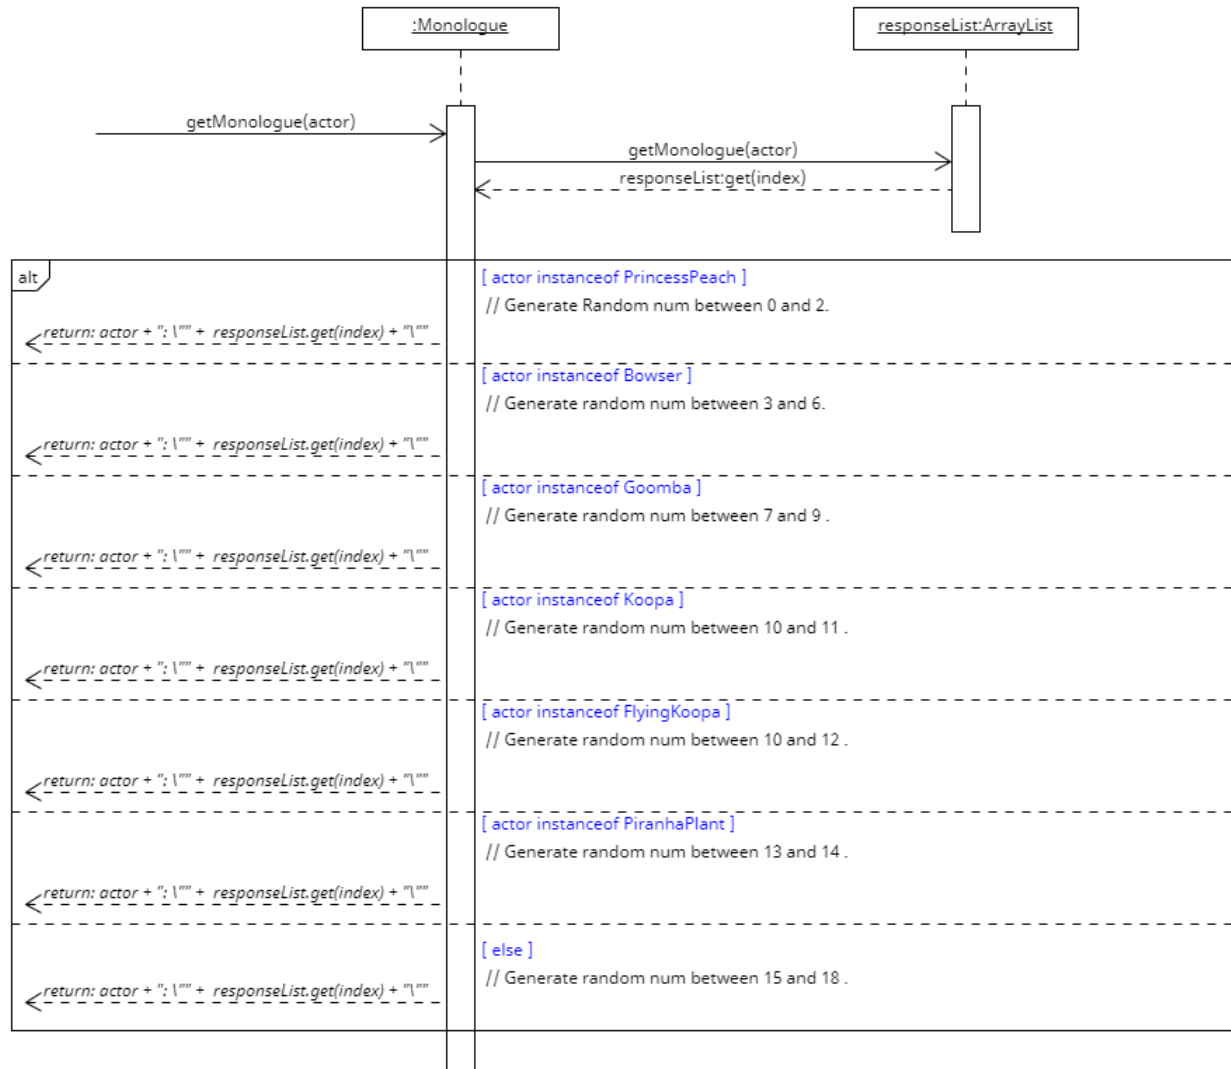 :Monologue
responseList:ArrayList
getMonologue(actor)
getMonologue(actor)
responseList:get(index)
alt
[ actor instanceof PrincessPeach ]
// Generate Random num between 0 and 2.
return: actor + ": \"" + responseList.get(index) + "\""
[ actor instanceof Bowser ]
// Generate random num between 3 and 6.
return: actor + ": \"" + responseList.get(index) + "\""
[ actor instanceof Goomba ]
// Generate random num between 7 and 9 .
return: actor + ": \"" + responseList.get(index) + "\""
[ actor instanceof Koopa ]
// Generate random num between 10 and 11 .
return: actor + ": \"" + responseList.get(index) + "\""
[ actor instanceof FlyingKoopa ]
// Generate random num between 10 and 12 .
return: actor + ": \"" + responseList.get(index) + "\""
[ actor instanceof PiranhaPlant ]
// Generate random num between 13 and 14 .
return: actor + ": \"" + responseList.get(index) + "\""
[ else ]
// Generate random num between 15 and 18 .
return: actor + ": \"" + responseList.get(index) + "\""